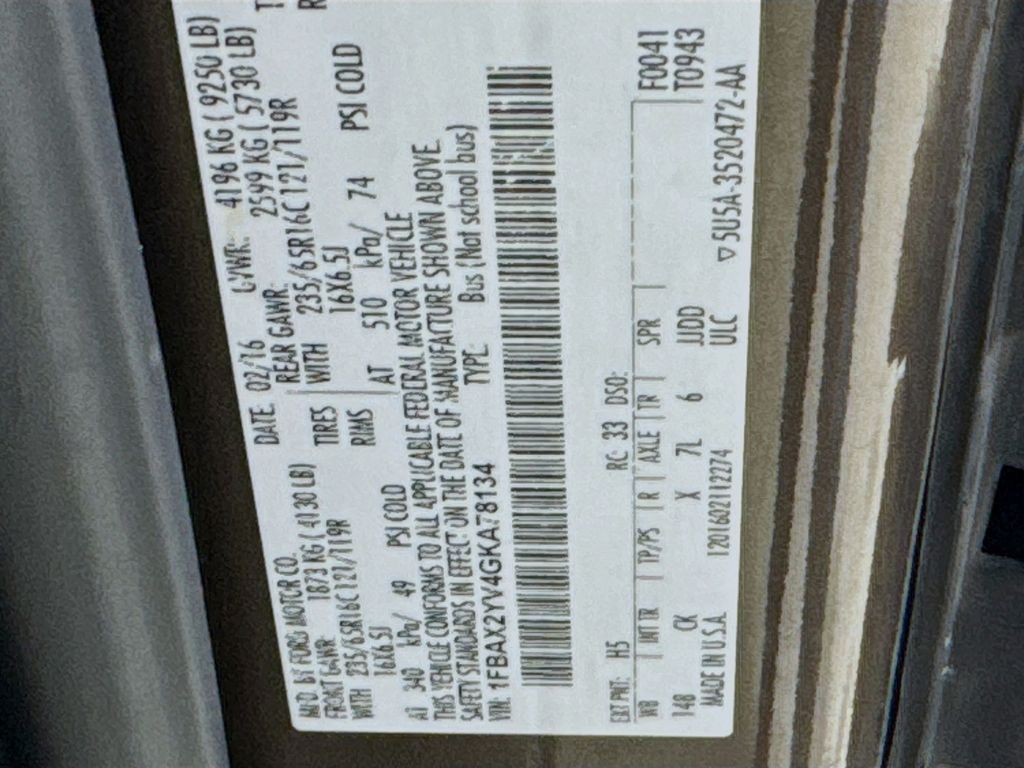 MFD. BY FORD MOTOR CO.
DATE: 02/16 GVWR: 4196 KG ( 9250 LB)
FRONT GAWR: 1873 KG ( 4130 LB)
REAR GAWR: 2599 KG ( 5730 LB)
WITH 235/65R16C 121/119R TIRES WITH 235/65R16C 121/119R
16X6.5J RIMS 16X6.5J
AT 340 kPa/ 49 PSI COLD AT 510 kPa/ 74 PSI COLD
THIS VEHICLE CONFORMS TO ALL APPLICABLE FEDERAL MOTOR VEHICLE
SAFETY STANDARDS IN EFFECT ON THE DATE OF MANUFACTURE SHOWN ABOVE.
VIN: 1FBAX2YV4GKA78134 TYPE: Bus (Not school bus)
EXT PNT: H5 RC: 33 DSO: F0041
WB INT TR TP/PS R AXLE TR SPR T0943
148 CK X 7L 6 JJDD
MADE IN U.S.A. 120160211 2274 ULC
▽5U5A-3520472-AA